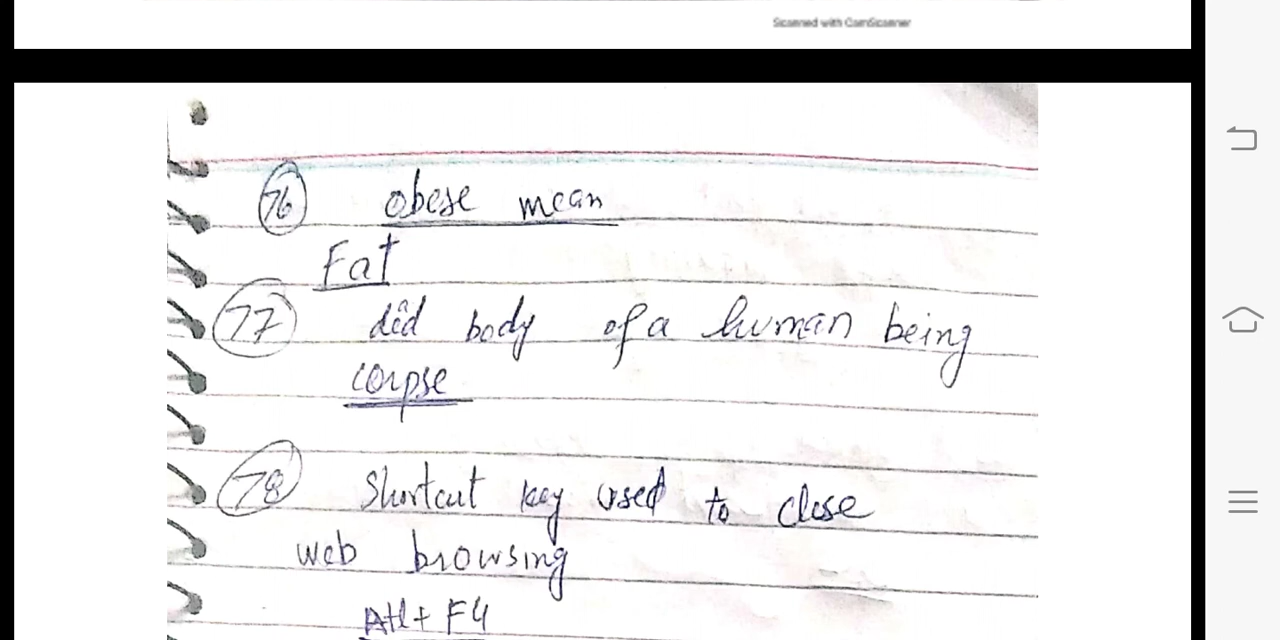 Scanned with CamScanner
76 obese mean
Fat
77 did body of a human being
corpse
78 Shortcut key used to close
web browsing
Alt + F4